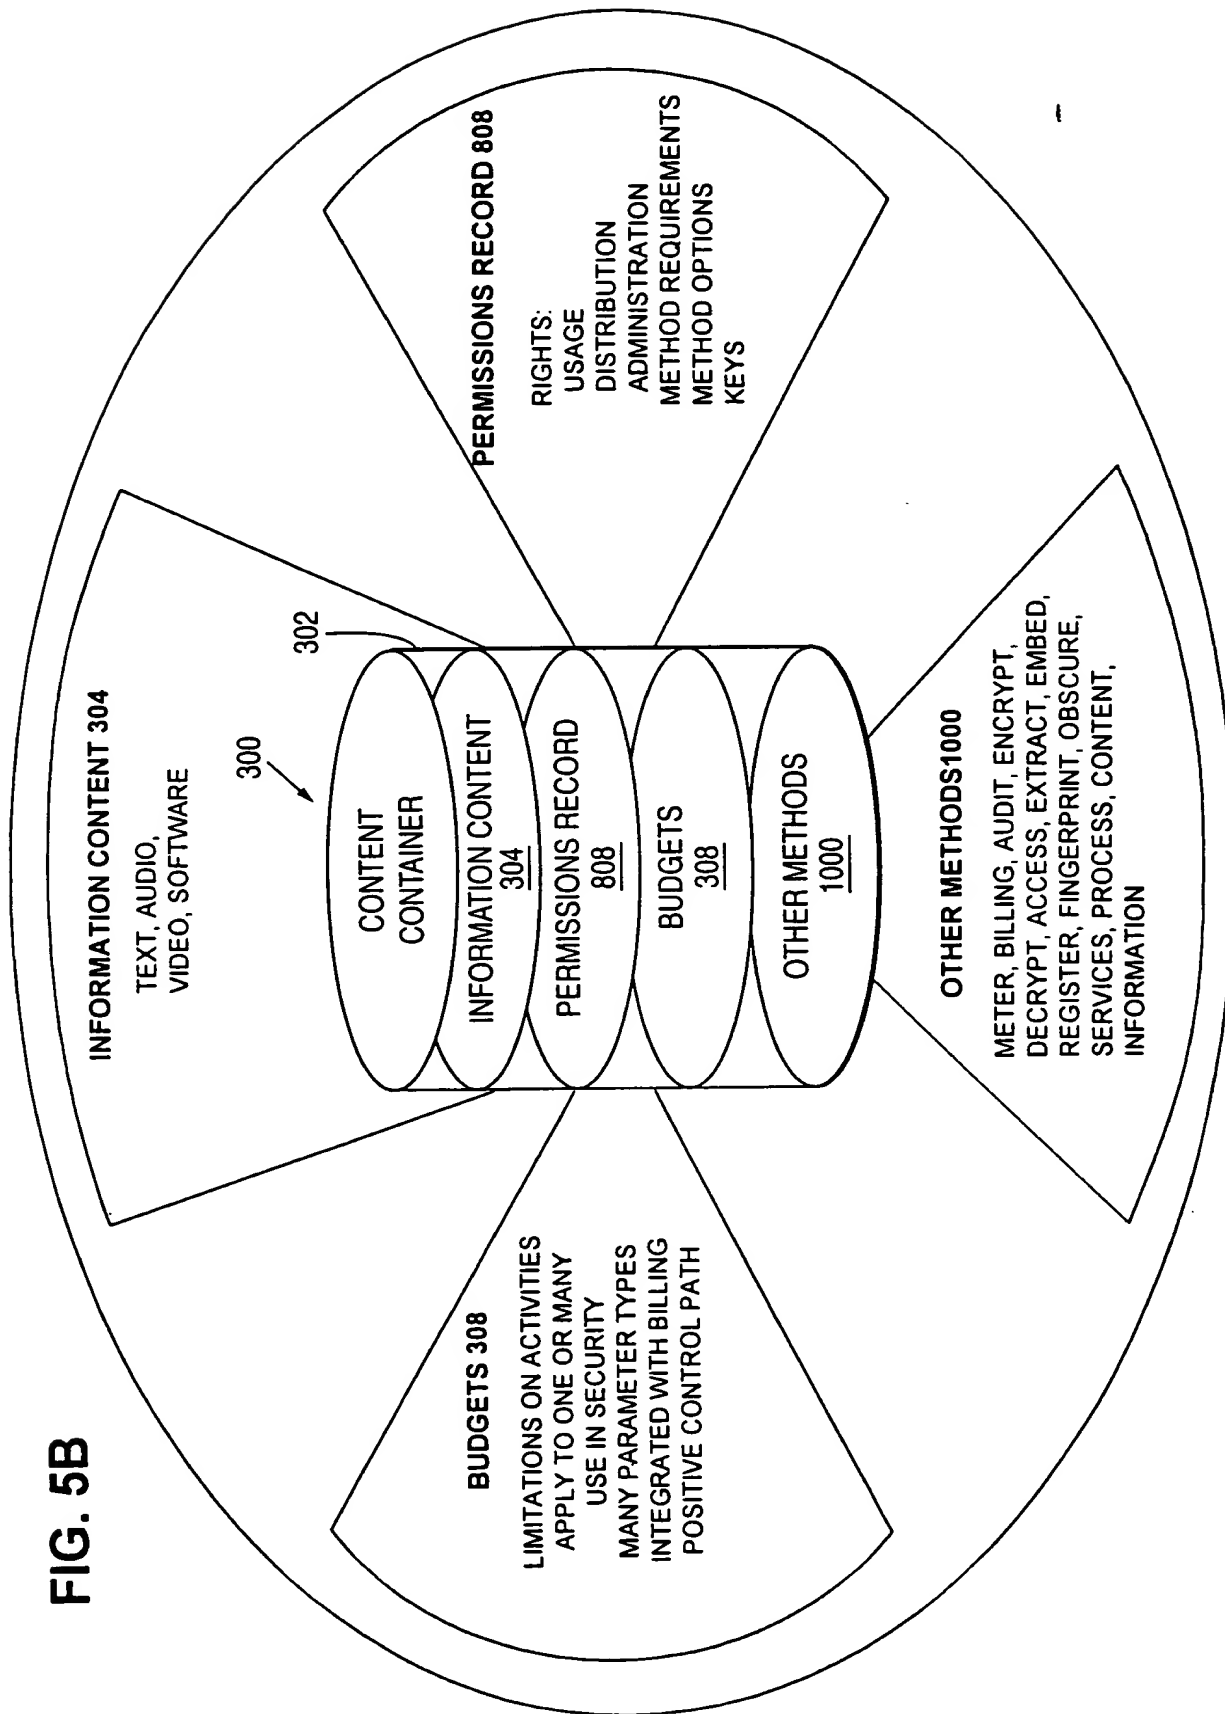 FIG. 5B
INFORMATION CONTENT 304
TEXT, AUDIO,
VIDEO, SOFTWARE
300
302
CONTENT
CONTAINER
INFORMATION CONTENT
304
PERMISSIONS RECORD
808
BUDGETS
308
OTHER METHODS
1000
BUDGETS 308
LIMITATIONS ON ACTIVITIES
APPLY TO ONE OR MANY
USE IN SECURITY
MANY PARAMETER TYPES
INTEGRATED WITH BILLING
POSITIVE CONTROL PATH
PERMISSIONS RECORD 808
RIGHTS:
USAGE
DISTRIBUTION
ADMINISTRATION
METHOD REQUIREMENTS
METHOD OPTIONS
KEYS
OTHER METHODS1000
METER, BILLING, AUDIT, ENCRYPT,
DECRYPT, ACCESS, EXTRACT, EMBED,
REGISTER, FINGERPRINT, OBSCURE,
SERVICES, PROCESS, CONTENT,
INFORMATION